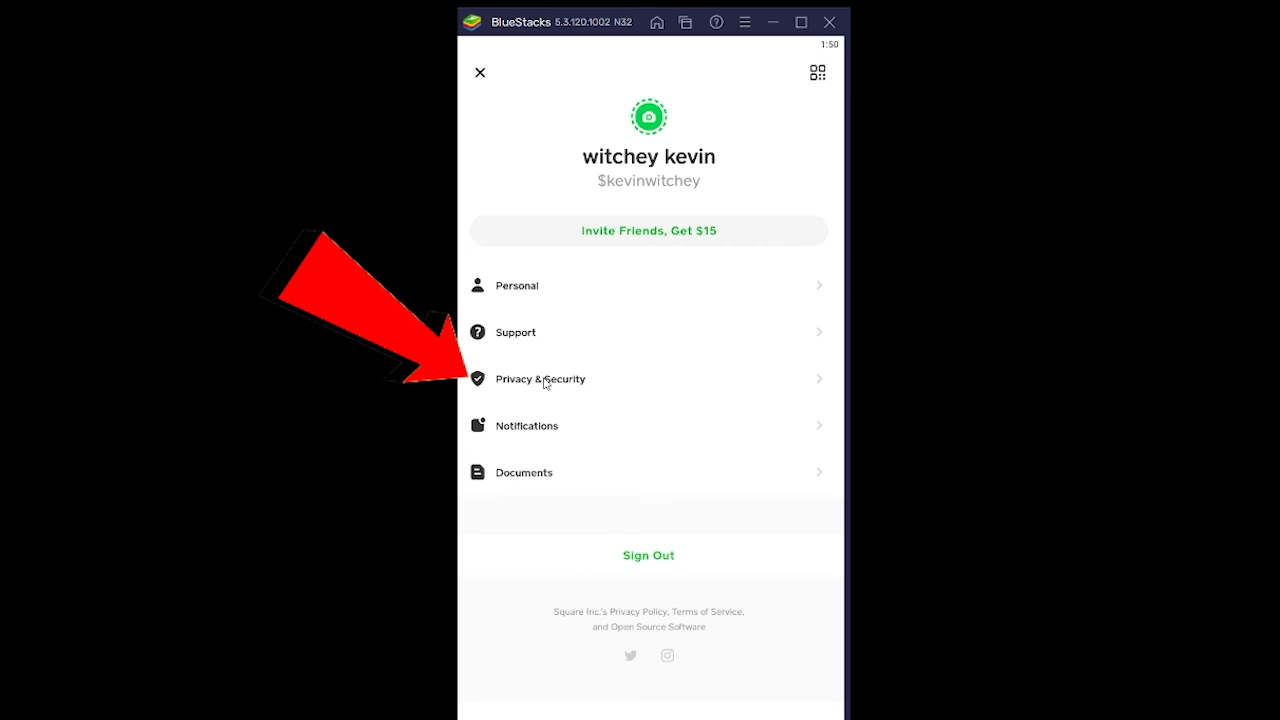 BlueStacks 5.3.120.1002 N32
1:50
witchey kevin
$kevinwitchey
Invite Friends, Get $15
Personal
Support
Privacy & Security
Notifications
Documents
Sign Out
Square Inc.'s Privacy Policy, Terms of Service,
and Open Source Software